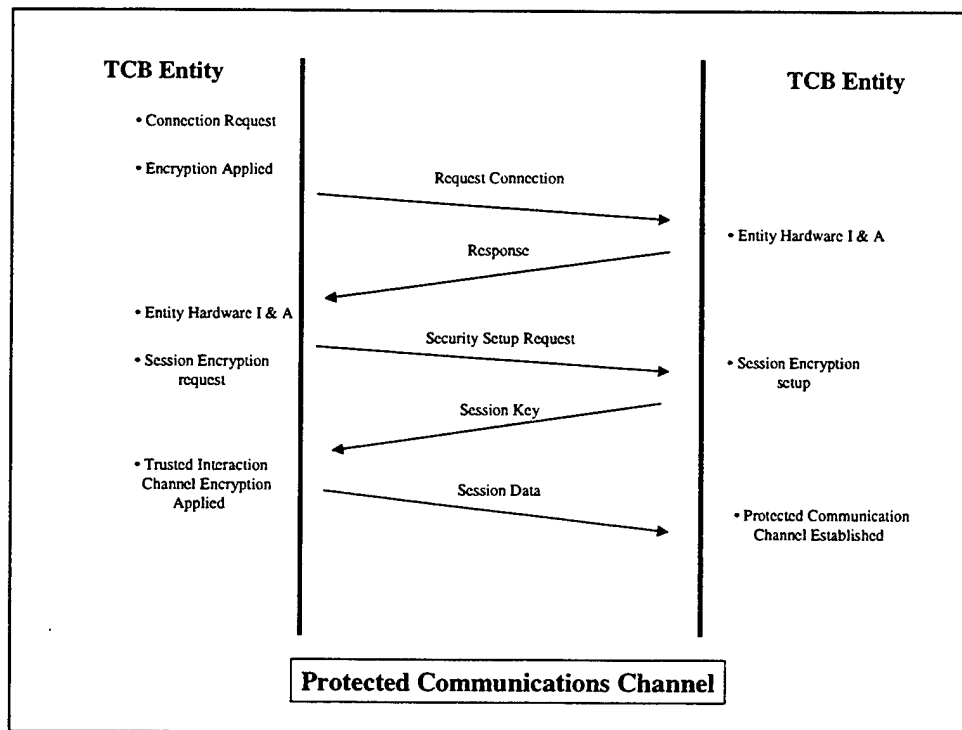 TCB Entity
TCB Entity
• Connection Request
• Encryption Applied
Request Connection
• Entity Hardware I & A
Response
• Entity Hardware I & A
Security Setup Request
• Session Encryption
request
• Session Encryption
setup
Session Key
• Trusted Interaction
Channel Encryption
Applied
Session Data
• Protected Communication
Channel Established
Protected Communications Channel